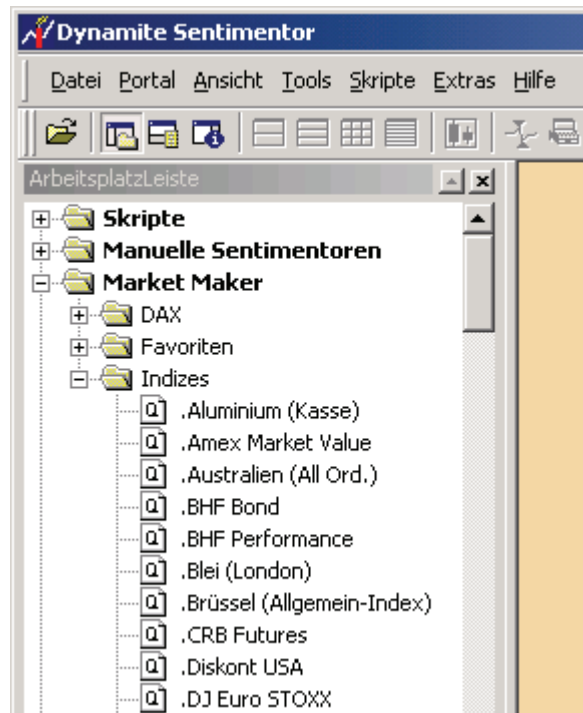 Dynamite Sentimentor
Datei Portal Ansicht Tools Skripte Extras Hilfe
ArbeitsplatzLeiste
Skripte
Manuelle Sentimentoren
Market Maker
DAX
Favoriten
Indizes
.Aluminium (Kasse)
.Amex Market Value
.Australien (All Ord.)
.BHF Bond
.BHF Performance
.Blei (London)
.Brüssel (Allgemein-Index)
.CRB Futures
.Diskont USA
.DJ Euro STOXX